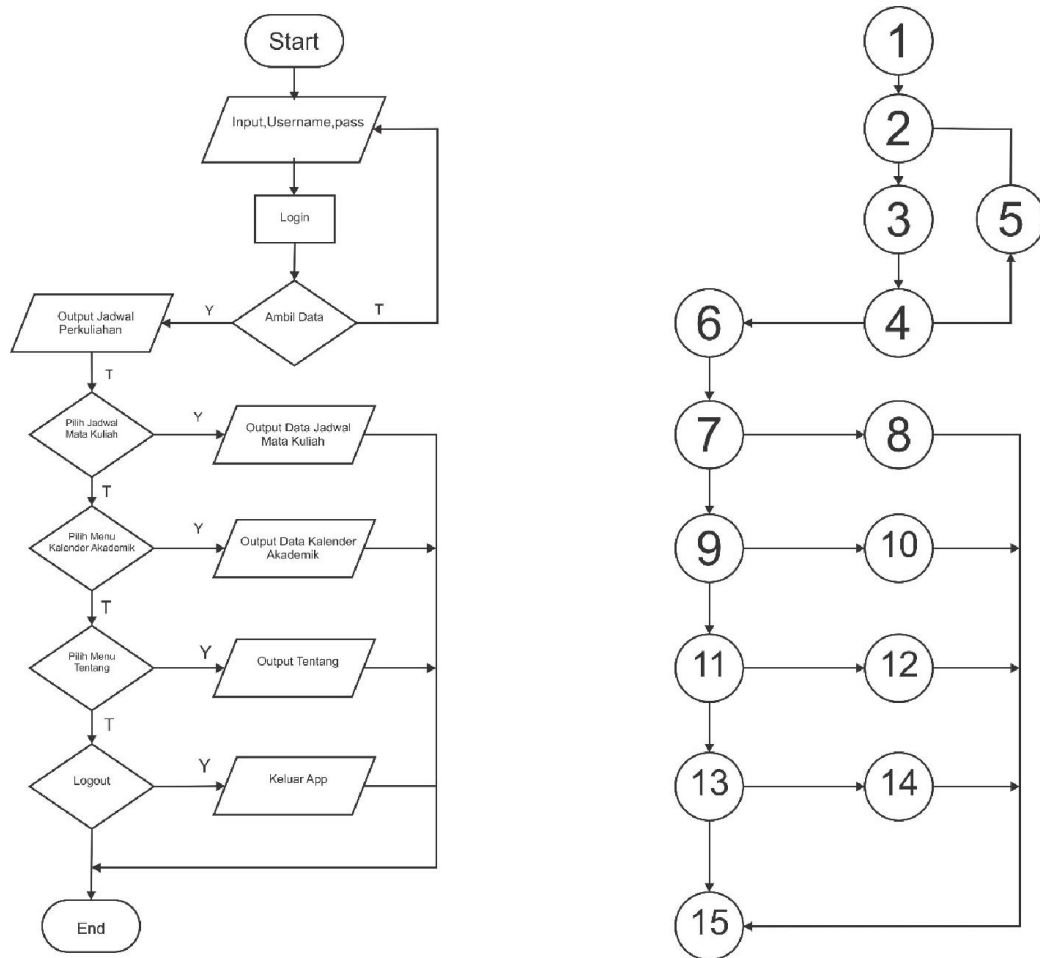 Start
Input,Username,pass
Login
Ambil Data
Y
T
Output Jadwal
Perkuliahan
T
Pilih Jadwal
Mata Kuliah
Y
Output Data Jadwal
Mata Kuliah
T
Pilih Menu
Kalender Akademik
Y
Output Data Kalender
Akademik
T
Pilih Menu
Tentang
Y
Output Tentang
T
Logout
Y
Keluar App
End
1
2
3
5
6
4
7
8
9
10
11
12
13
14
15